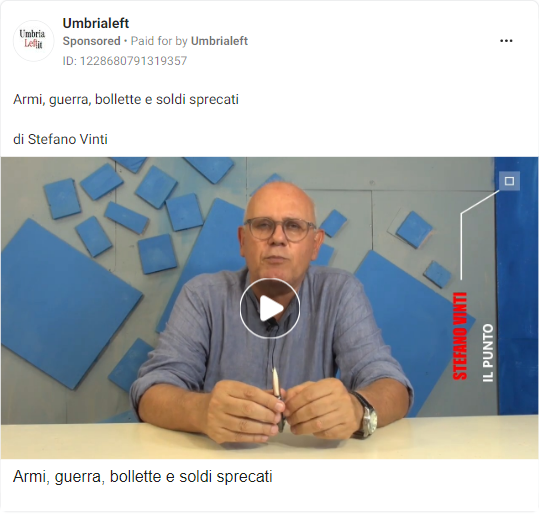 Umbria
Left.it
Umbrialeft
Sponsored • Paid for by Umbrialeft
ID: 1228680791319357
Armi, guerra, bollette e soldi sprecati
di Stefano Vinti
STEFANO VINTI
IL PUNTO
Armi, guerra, bollette e soldi sprecati